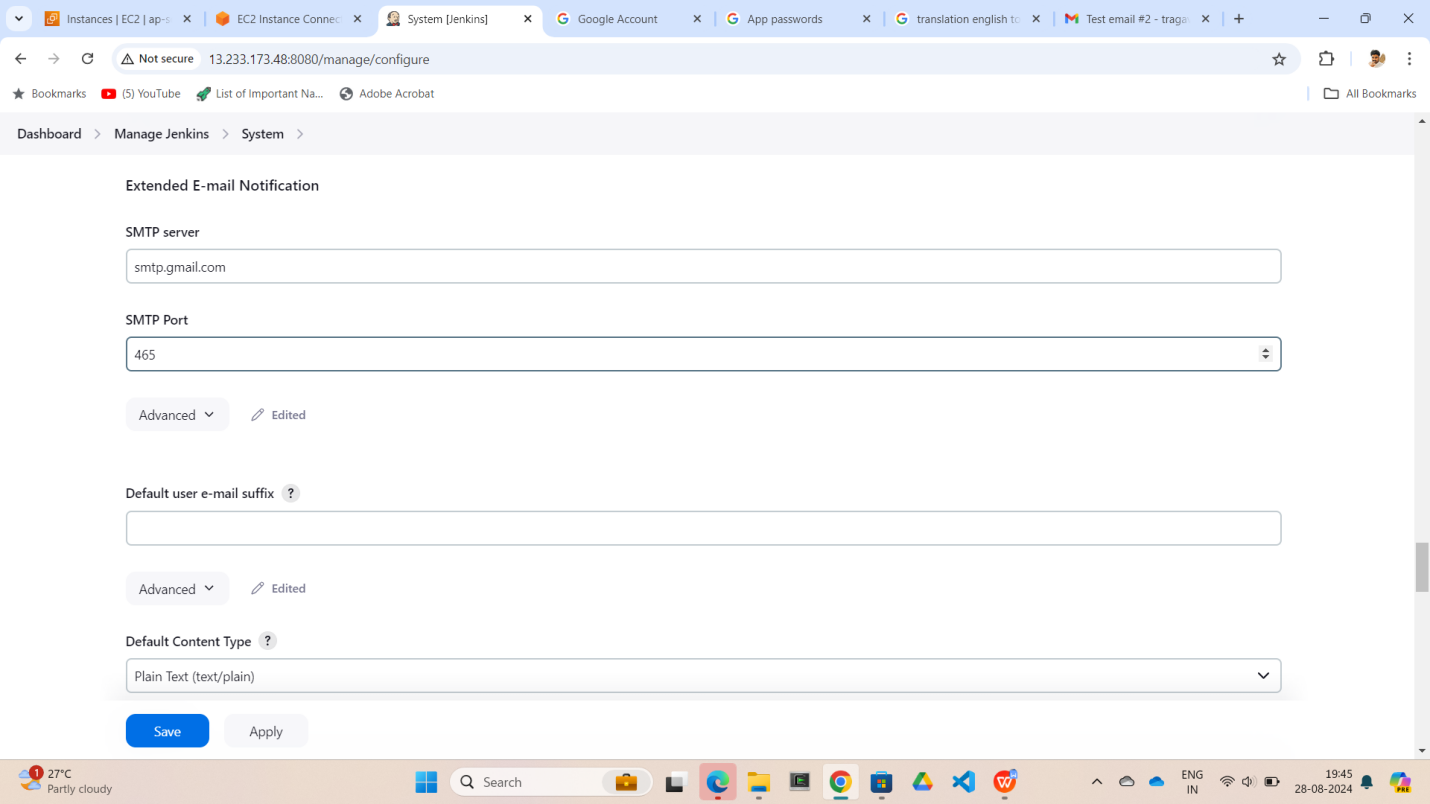 Instances | EC2 | ap-s
EC2 Instance Connec
System [Jenkins]
Google Account
App passwords
translation english to
Test email #2 - traga
Not secure
13.233.173.48:8080/manage/configure
Bookmarks
(5) YouTube
List of Important Na...
Adobe Acrobat
All Bookmarks
Dashboard
Manage Jenkins
System
Extended E-mail Notification
SMTP server
smtp.gmail.com
SMTP Port
465
Advanced
Edited
Default user e-mail suffix ?
Advanced
Edited
Default Content Type ?
Plain Text (text/plain)
Save
Apply
1
27°C
Partly cloudy
Search
ENG
IN
19:45
28-08-2024
PRE